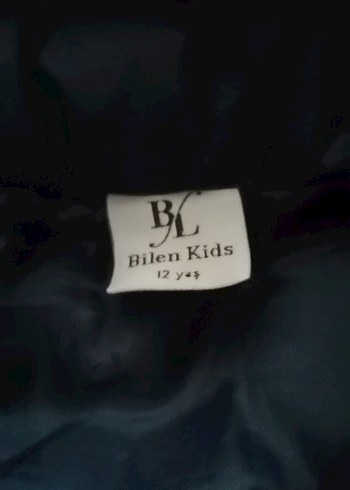 BL
Bilen Kids
12 yaş